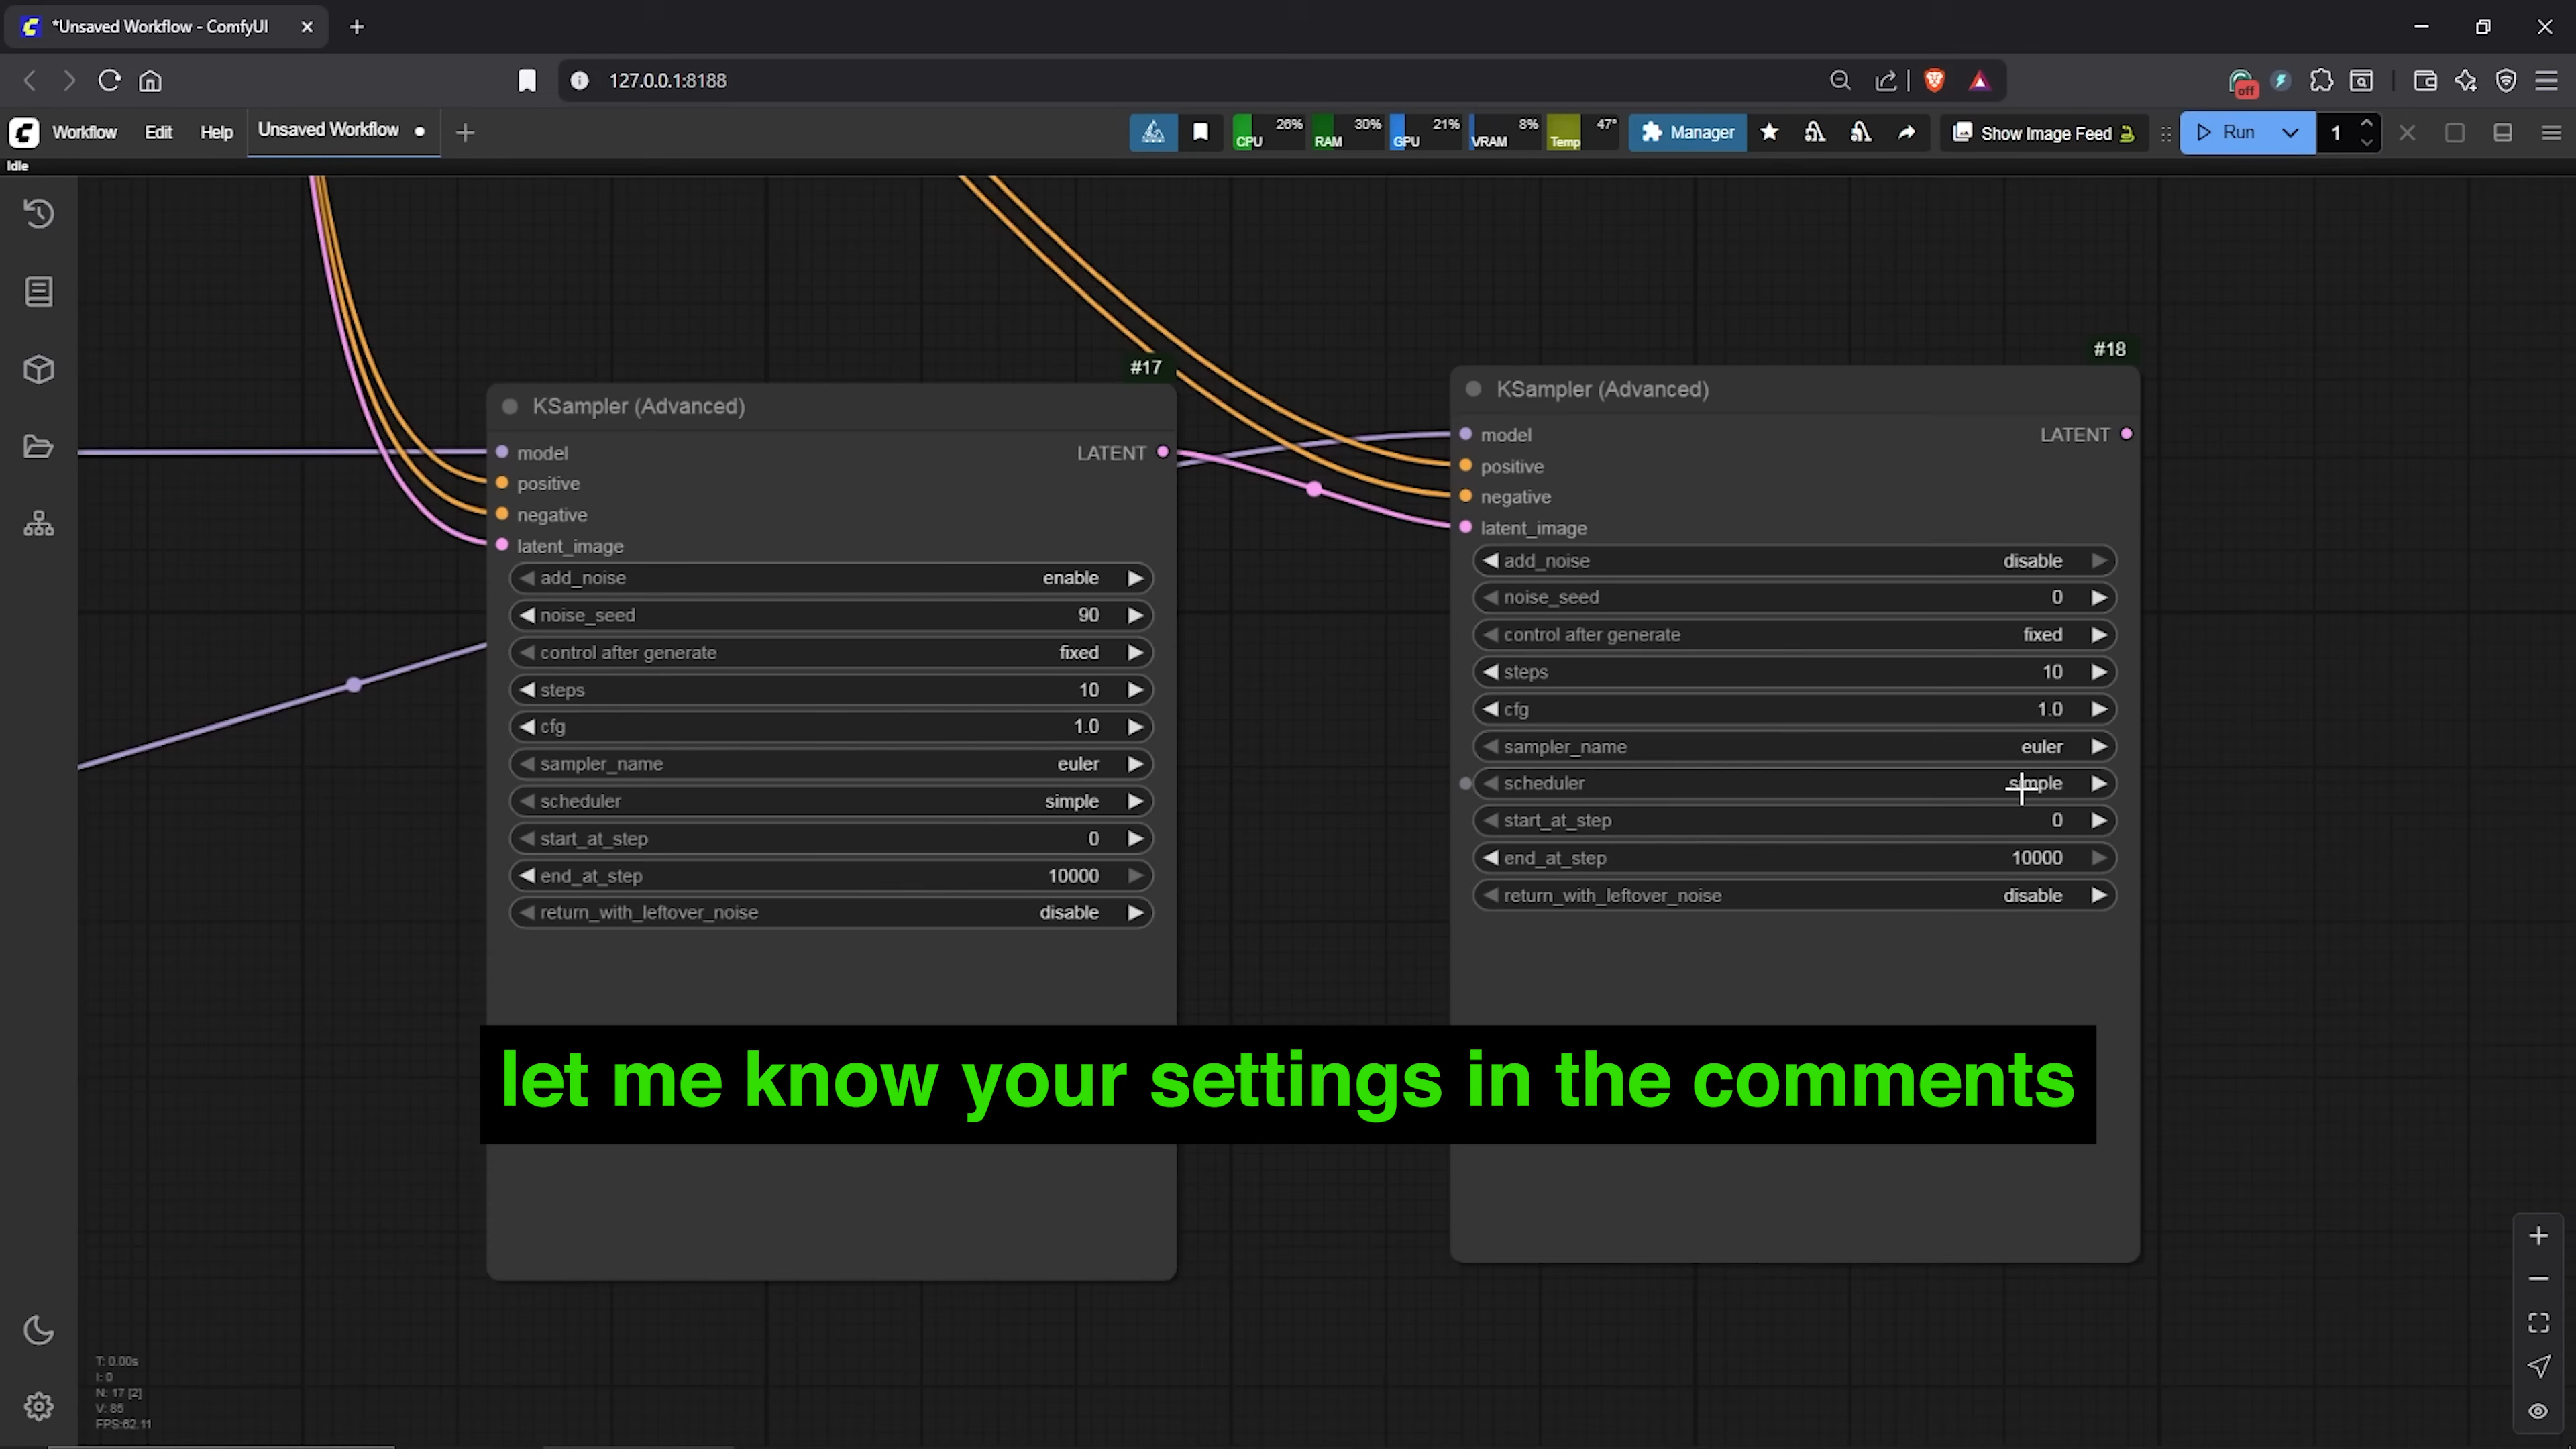 *Unsaved Workflow - ComfyUI
127.0.0.1:8188
off
Workflow Edit Help Unsaved Workflow
CPU 26% RAM 30% GPU 21% VRAM 8% Temp 47° Manager Show Image Feed Run 1
Idle
#17
KSampler (Advanced)
model LATENT
positive
negative
latent_image
add_noise enable
noise_seed 90
control after generate fixed
steps 10
cfg 1.0
sampler_name euler
scheduler simple
start_at_step 0
end_at_step 10000
return_with_leftover_noise disable
#18
KSampler (Advanced)
model LATENT
positive
negative
latent_image
add_noise disable
noise_seed 0
control after generate fixed
steps 10
cfg 1.0
sampler_name euler
scheduler simple
start_at_step 0
end_at_step 10000
return_with_leftover_noise disable
let me know your settings in the comments
T: 0.00s
I: 0
N: 17 [2]
V: 85
FPS:62.11